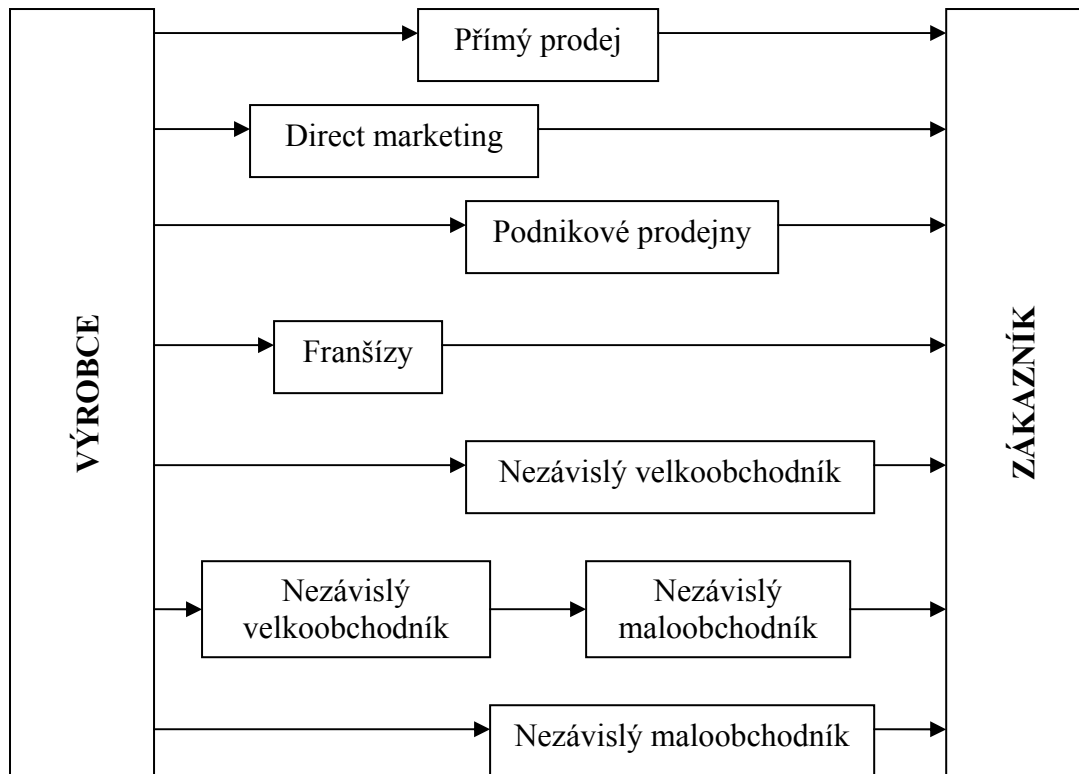 Přímý prodej
Direct marketing
Podnikové prodejny
VÝROBCE
Franšízy
ZÁKAZNÍK
Nezávislý velkoobchodník
Nezávislý
velkoobchodník
Nezávislý
maloobchodník
Nezávislý maloobchodník